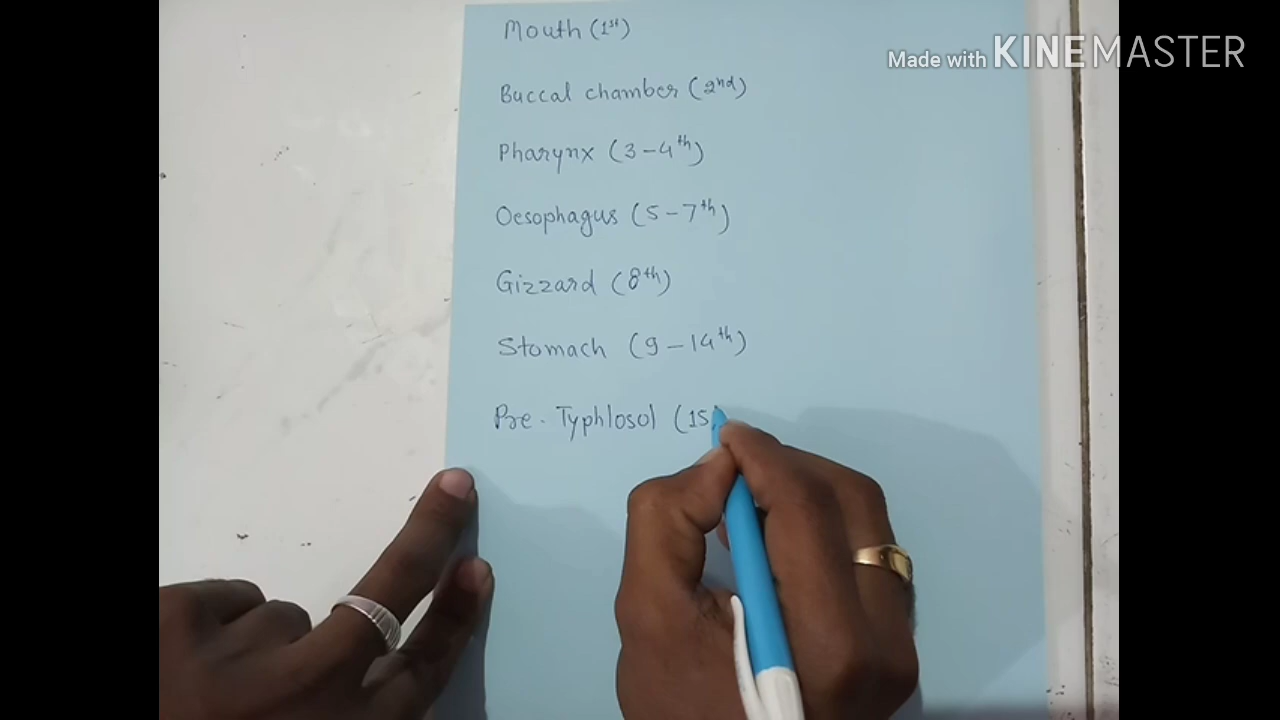 Mouth (1st)
Made with KINEMASTER
Buccal chamber (2nd)
Pharynx (3-4th)
Oesophagus (5-7th)
Gizzard (8th)
Stomach (9-14th)
Pre-Typhlosol (15